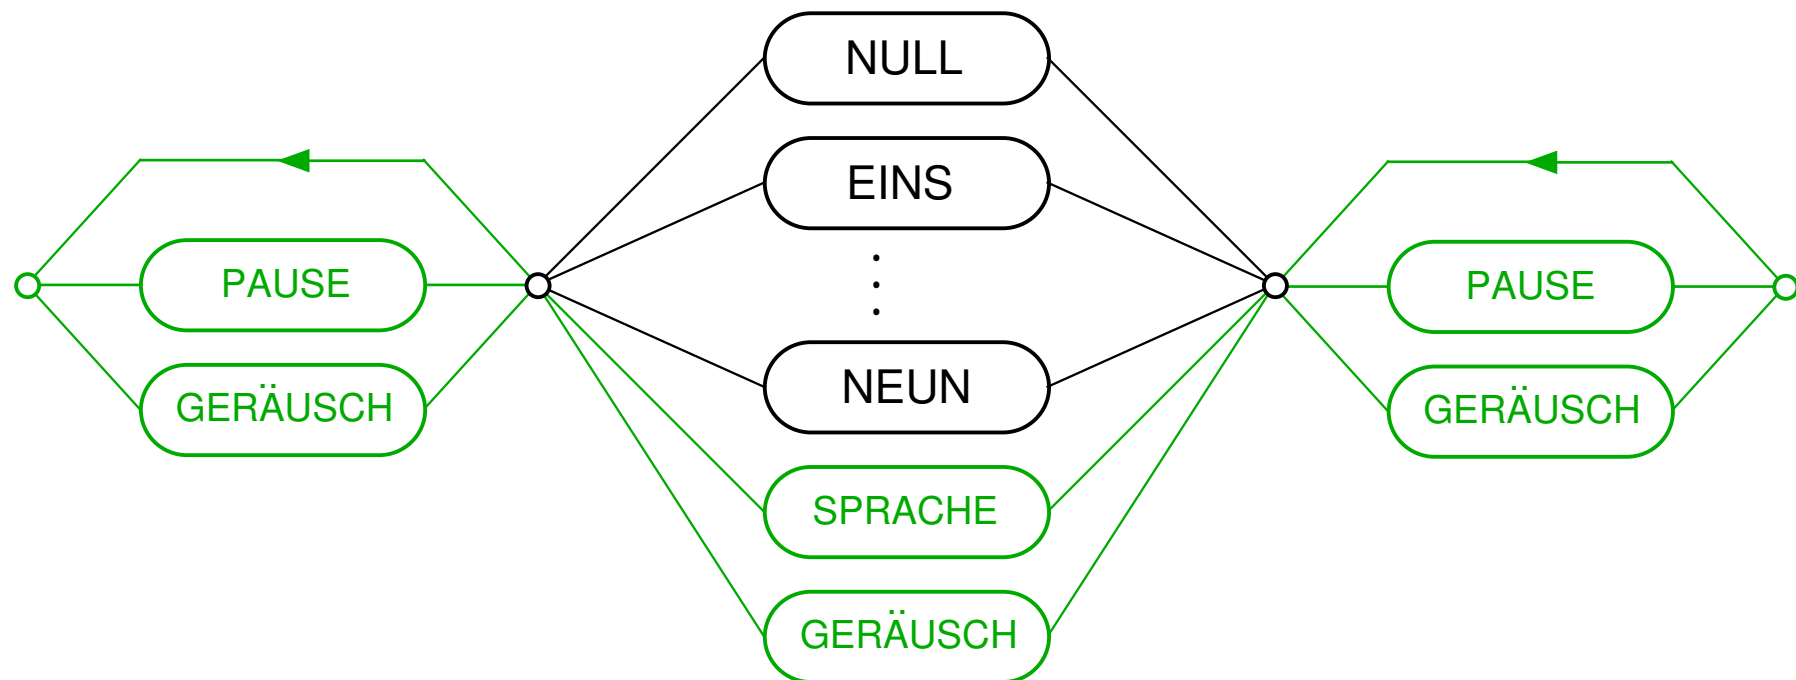 NULL
EINS
.
.
.
NEUN
SPRACHE
GERÄUSCH
PAUSE
GERÄUSCH
PAUSE
GERÄUSCH